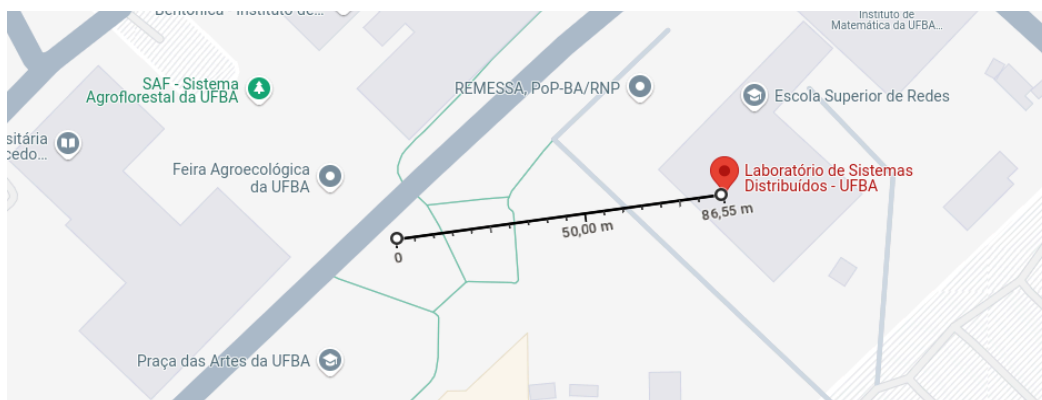 Instituto de
Matemática da UFBA...
SAF - Sistema
Agroflorestal da UFBA
REMESSA, PoP-BA/RNP
Escola Superior de Redes
sitária
cedo...
Feira Agroecológica
da UFBA
Laboratório de Sistemas
Distribuídos - UFBA
86,55 m
50,00 m
0
Praça das Artes da UFBA